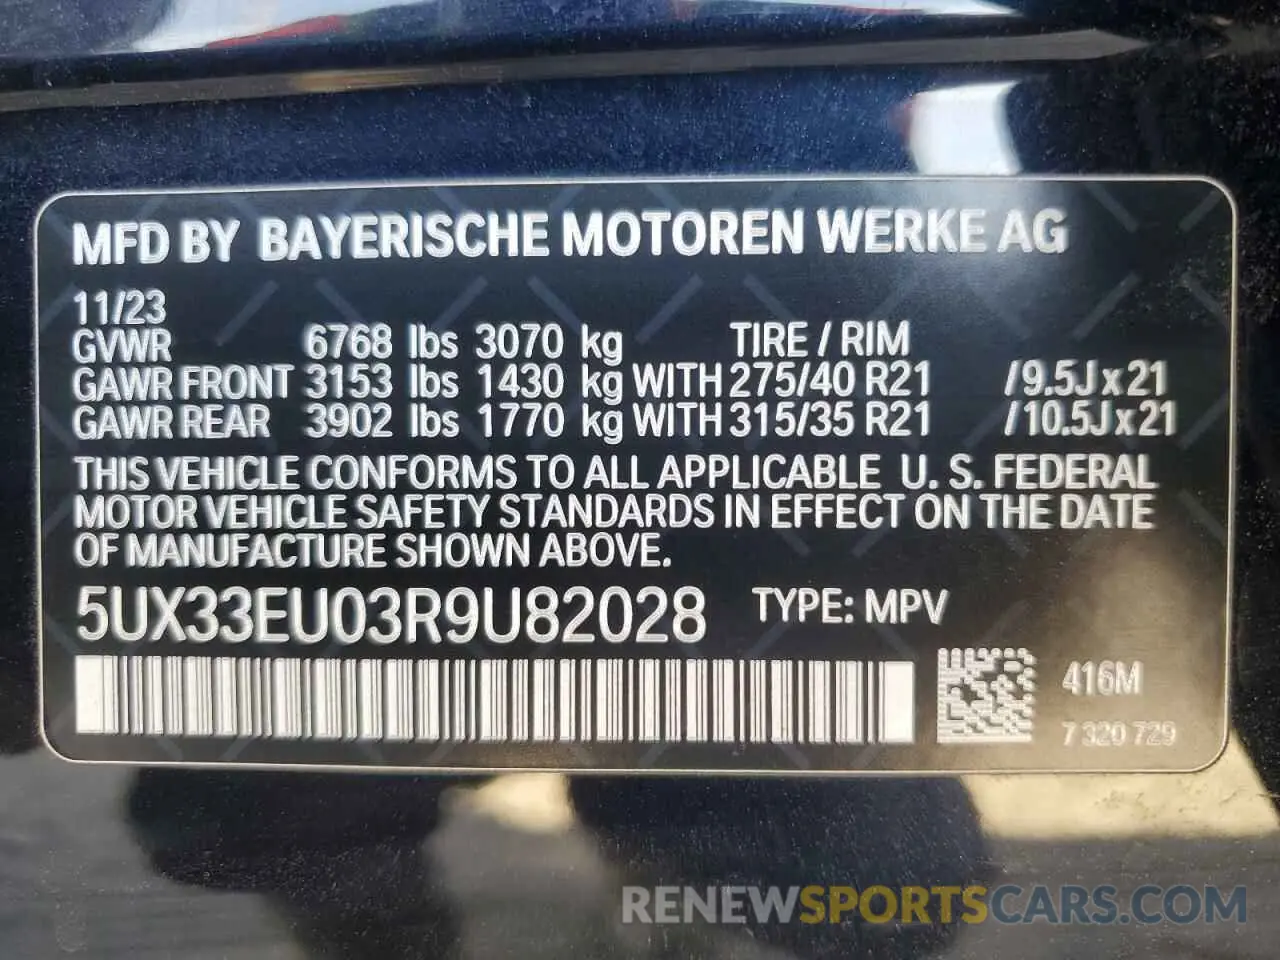 MFD BY BAYERISCHE MOTOREN WERKE AG
11/23
GVWR 6768 lbs 3070 kg TIRE / RIM
GAWR FRONT 3153 lbs 1430 kg WITH 275/40 R21 /9.5Jx21
GAWR REAR 3902 lbs 1770 kg WITH 315/35 R21 /10.5Jx21
THIS VEHICLE CONFORMS TO ALL APPLICABLE U. S. FEDERAL
MOTOR VEHICLE SAFETY STANDARDS IN EFFECT ON THE DATE
OF MANUFACTURE SHOWN ABOVE.
5UX33EU03R9U82028 TYPE: MPV
416M
7 320 729
RENEWSPORTSCARS.COM